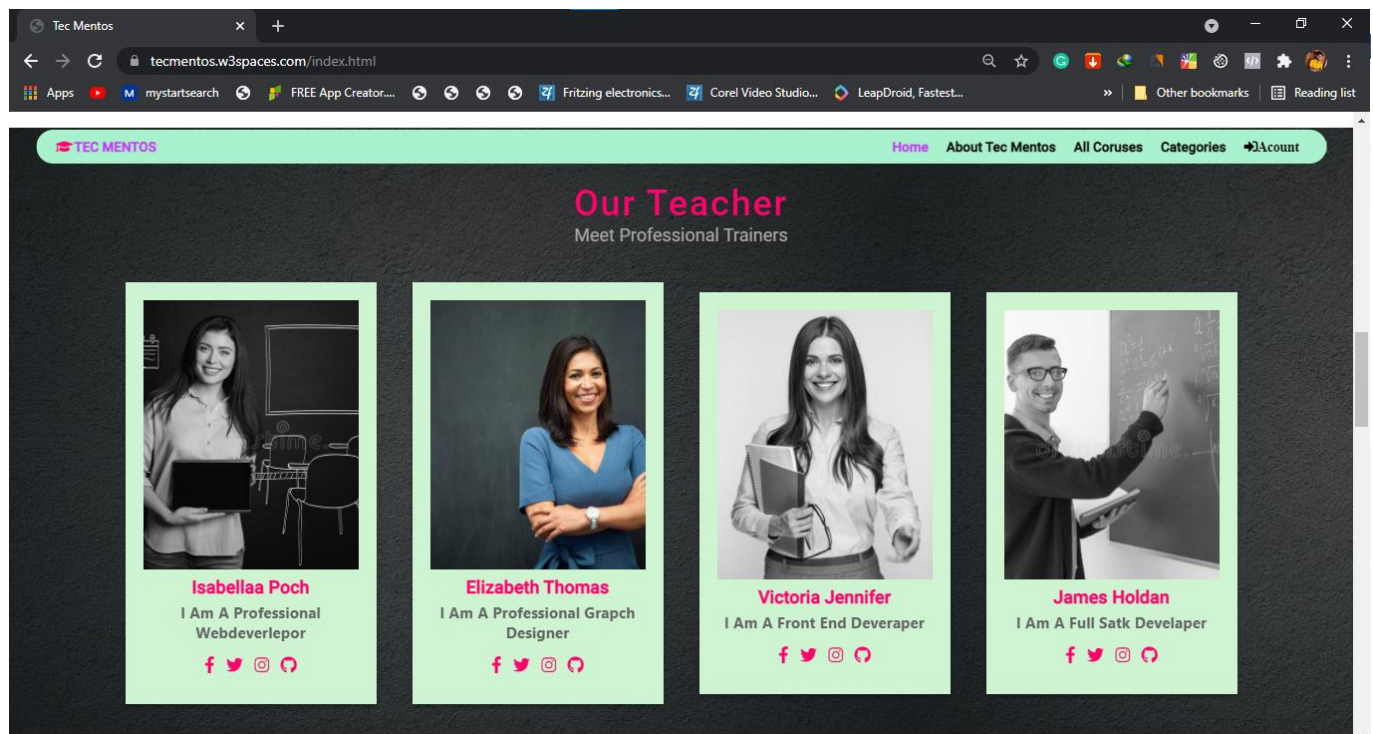 Tec Mentos
tecmentos.w3spaces.com/index.html
Apps
M mystartsearch
FREE App Creator....
Fritzing electronics...
Corel Video Studio...
LeapDroid, Fastest...
»
Other bookmarks
Reading list
TEC MENTOS
Home
About Tec Mentos
All Coruses
Categories
Acount
Our Teacher
Meet Professional Trainers
Isabellaa Poch
I Am A Professional
Webdeverlepor
Elizabeth Thomas
I Am A Professional Grapch
Designer
Victoria Jennifer
I Am A Front End Deveraper
James Holdan
I Am A Full Satk Develaper